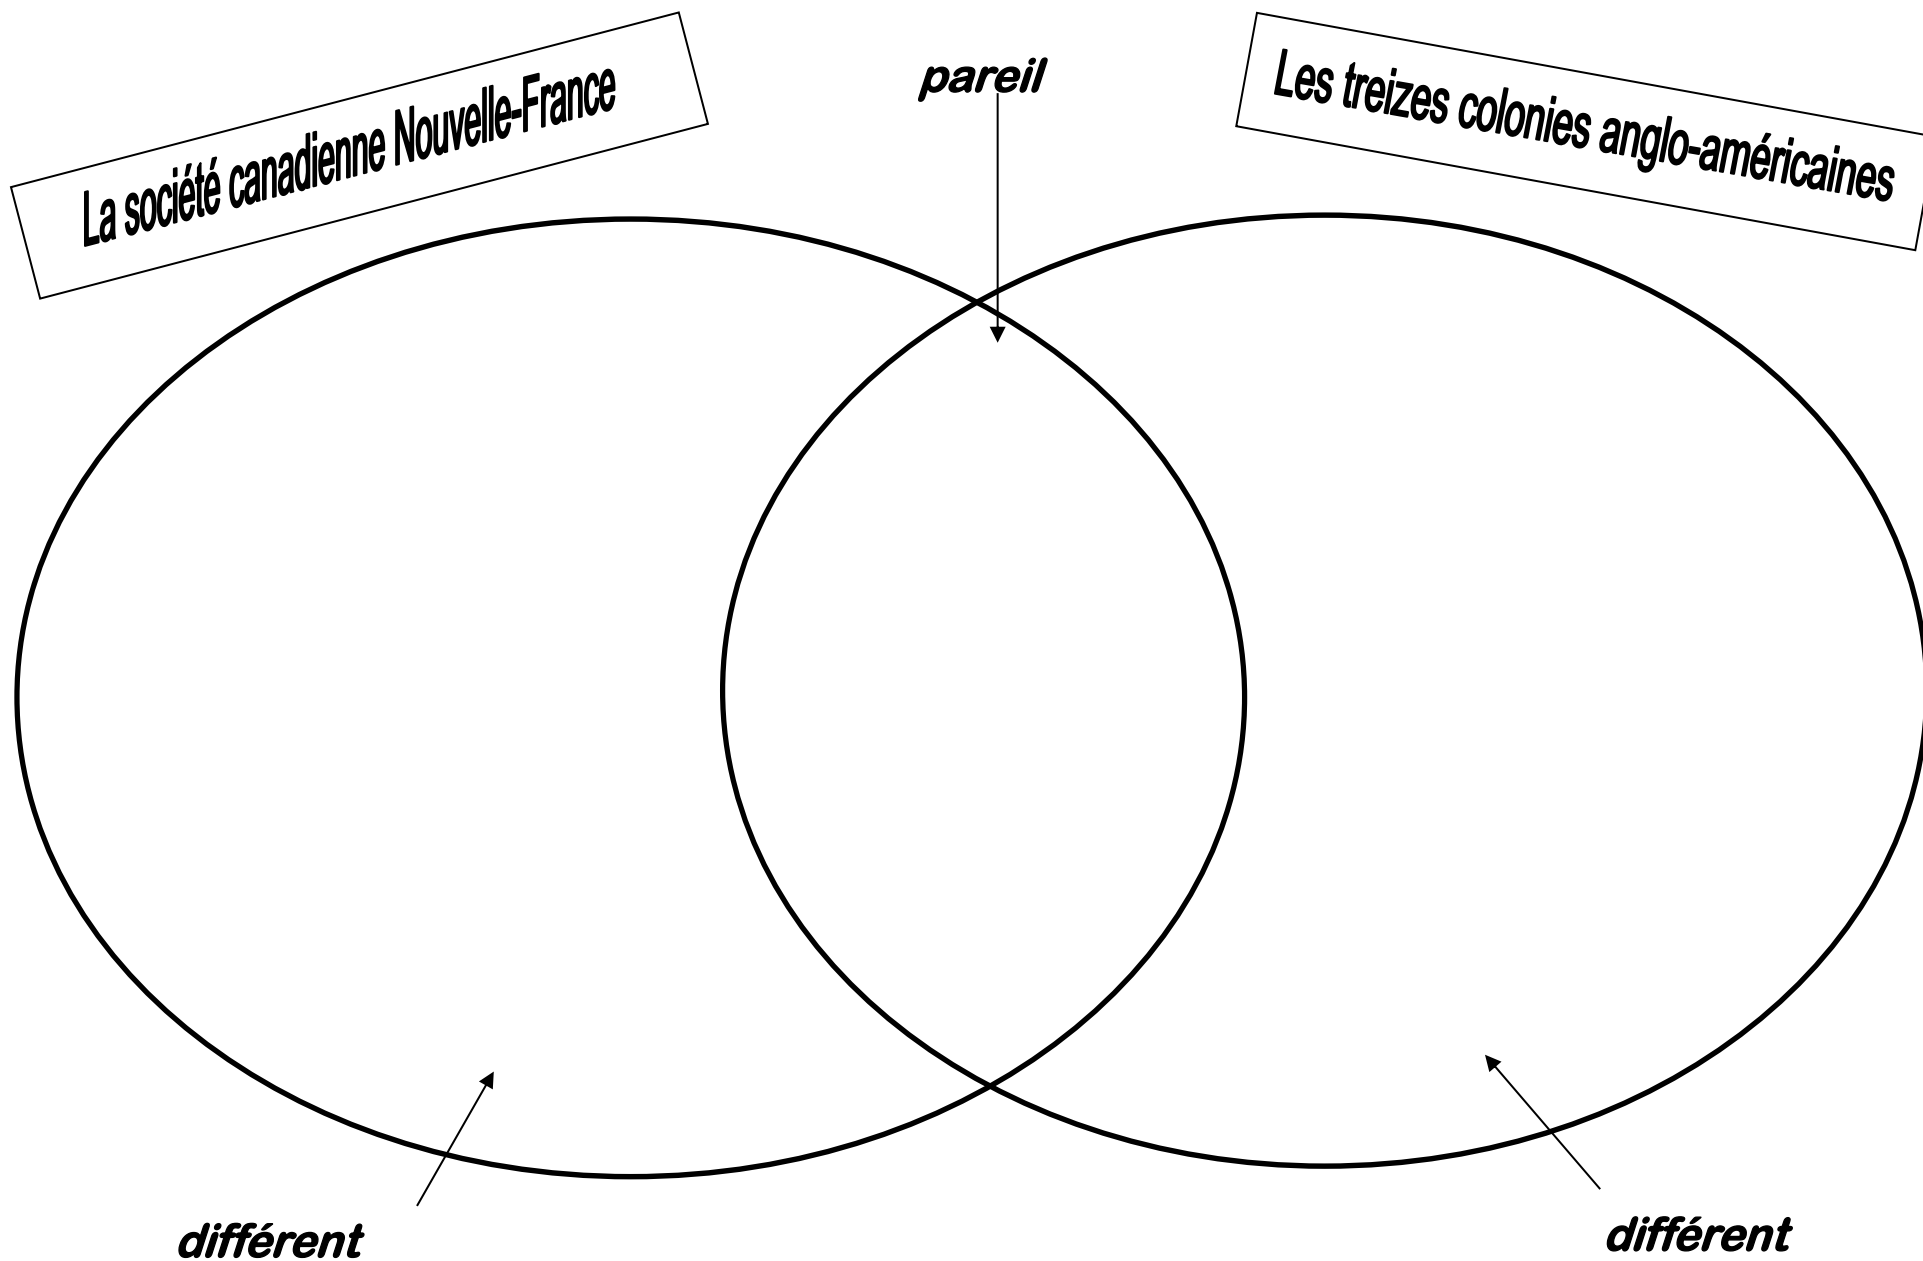 La société canadienne Nouvelle-France
pareil
Les treizes colonies anglo-américaines
différent
différent